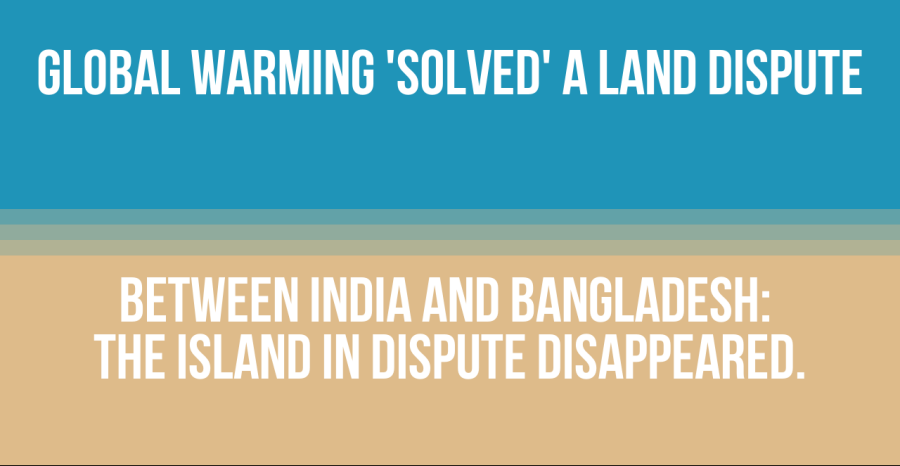 GLOBAL WARMING 'SOLVED' A LAND DISPUTE
BETWEEN INDIA AND BANGLADESH:
THE ISLAND IN DISPUTE DISAPPEARED.